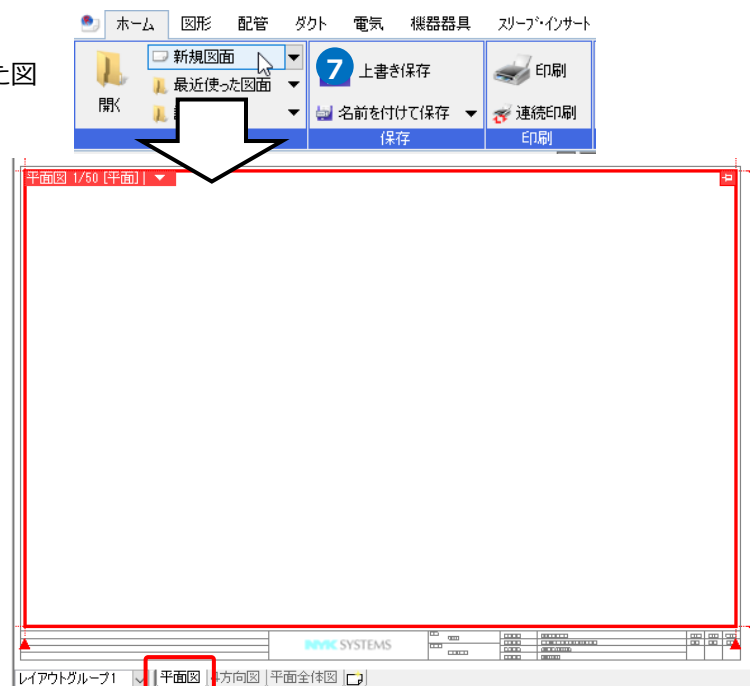 ホーム 図形 配管 ダクト 電気 機器器具 スリーブ・インサート
た図
新規図面
最近使った図面
開く
7 上書き保存
名前を付けて保存
保存
印刷
連続印刷
印刷
平面図 1/50 [平面]
SYSTEMS
レイアウトグループ1 平面図 4方向図 平面全体図